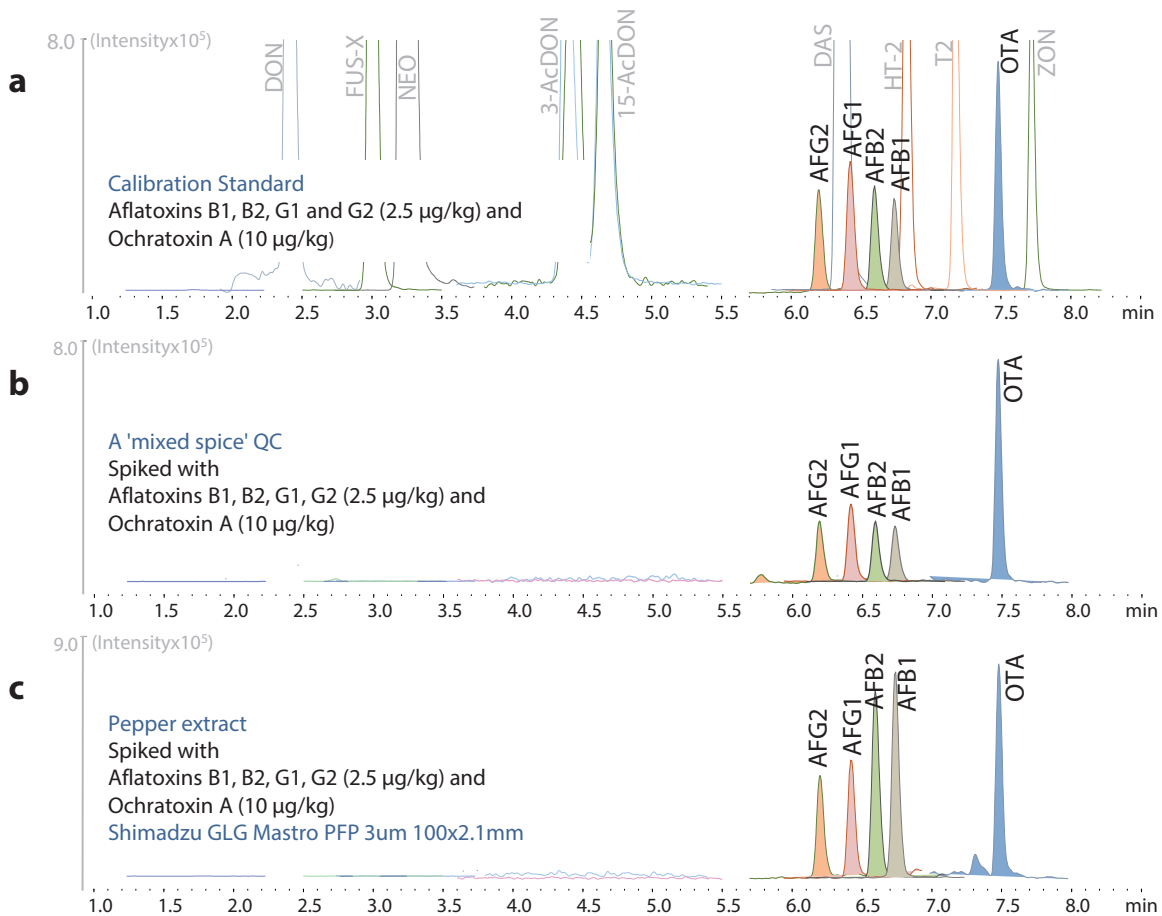 8.0 (Intensityx10⁵)
a
DON
FUS-X
NEO
3-AcDON
15-AcDON
DAS
HT-2
T2
OTA
ZON
AFG2
AFG1
AFB2
AFB1
Calibration Standard
Aflatoxins B1, B2, G1 and G2 (2.5 µg/kg) and
Ochratoxin A (10 µg/kg)
1.0 1.5 2.0 2.5 3.0 3.5 4.0 4.5 5.0 5.5 6.0 6.5 7.0 7.5 8.0 min
8.0 (Intensityx10⁵)
b
OTA
A 'mixed spice' QC
Spiked with
Aflatoxins B1, B2, G1, G2 (2.5 µg/kg) and
Ochratoxin A (10 µg/kg)
AFG2
AFG1
AFB2
AFB1
1.0 1.5 2.0 2.5 3.0 3.5 4.0 4.5 5.0 5.5 6.0 6.5 7.0 7.5 8.0 min
9.0 (Intensityx10⁵)
c
AFG2
AFG1
AFB2
AFB1
OTA
Pepper extract
Spiked with
Aflatoxins B1, B2, G1, G2 (2.5 µg/kg) and
Ochratoxin A (10 µg/kg)
Shimadzu GLG Mastro PFP 3um 100x2.1mm
1.0 1.5 2.0 2.5 3.0 3.5 4.0 4.5 5.0 5.5 6.0 6.5 7.0 7.5 8.0 min